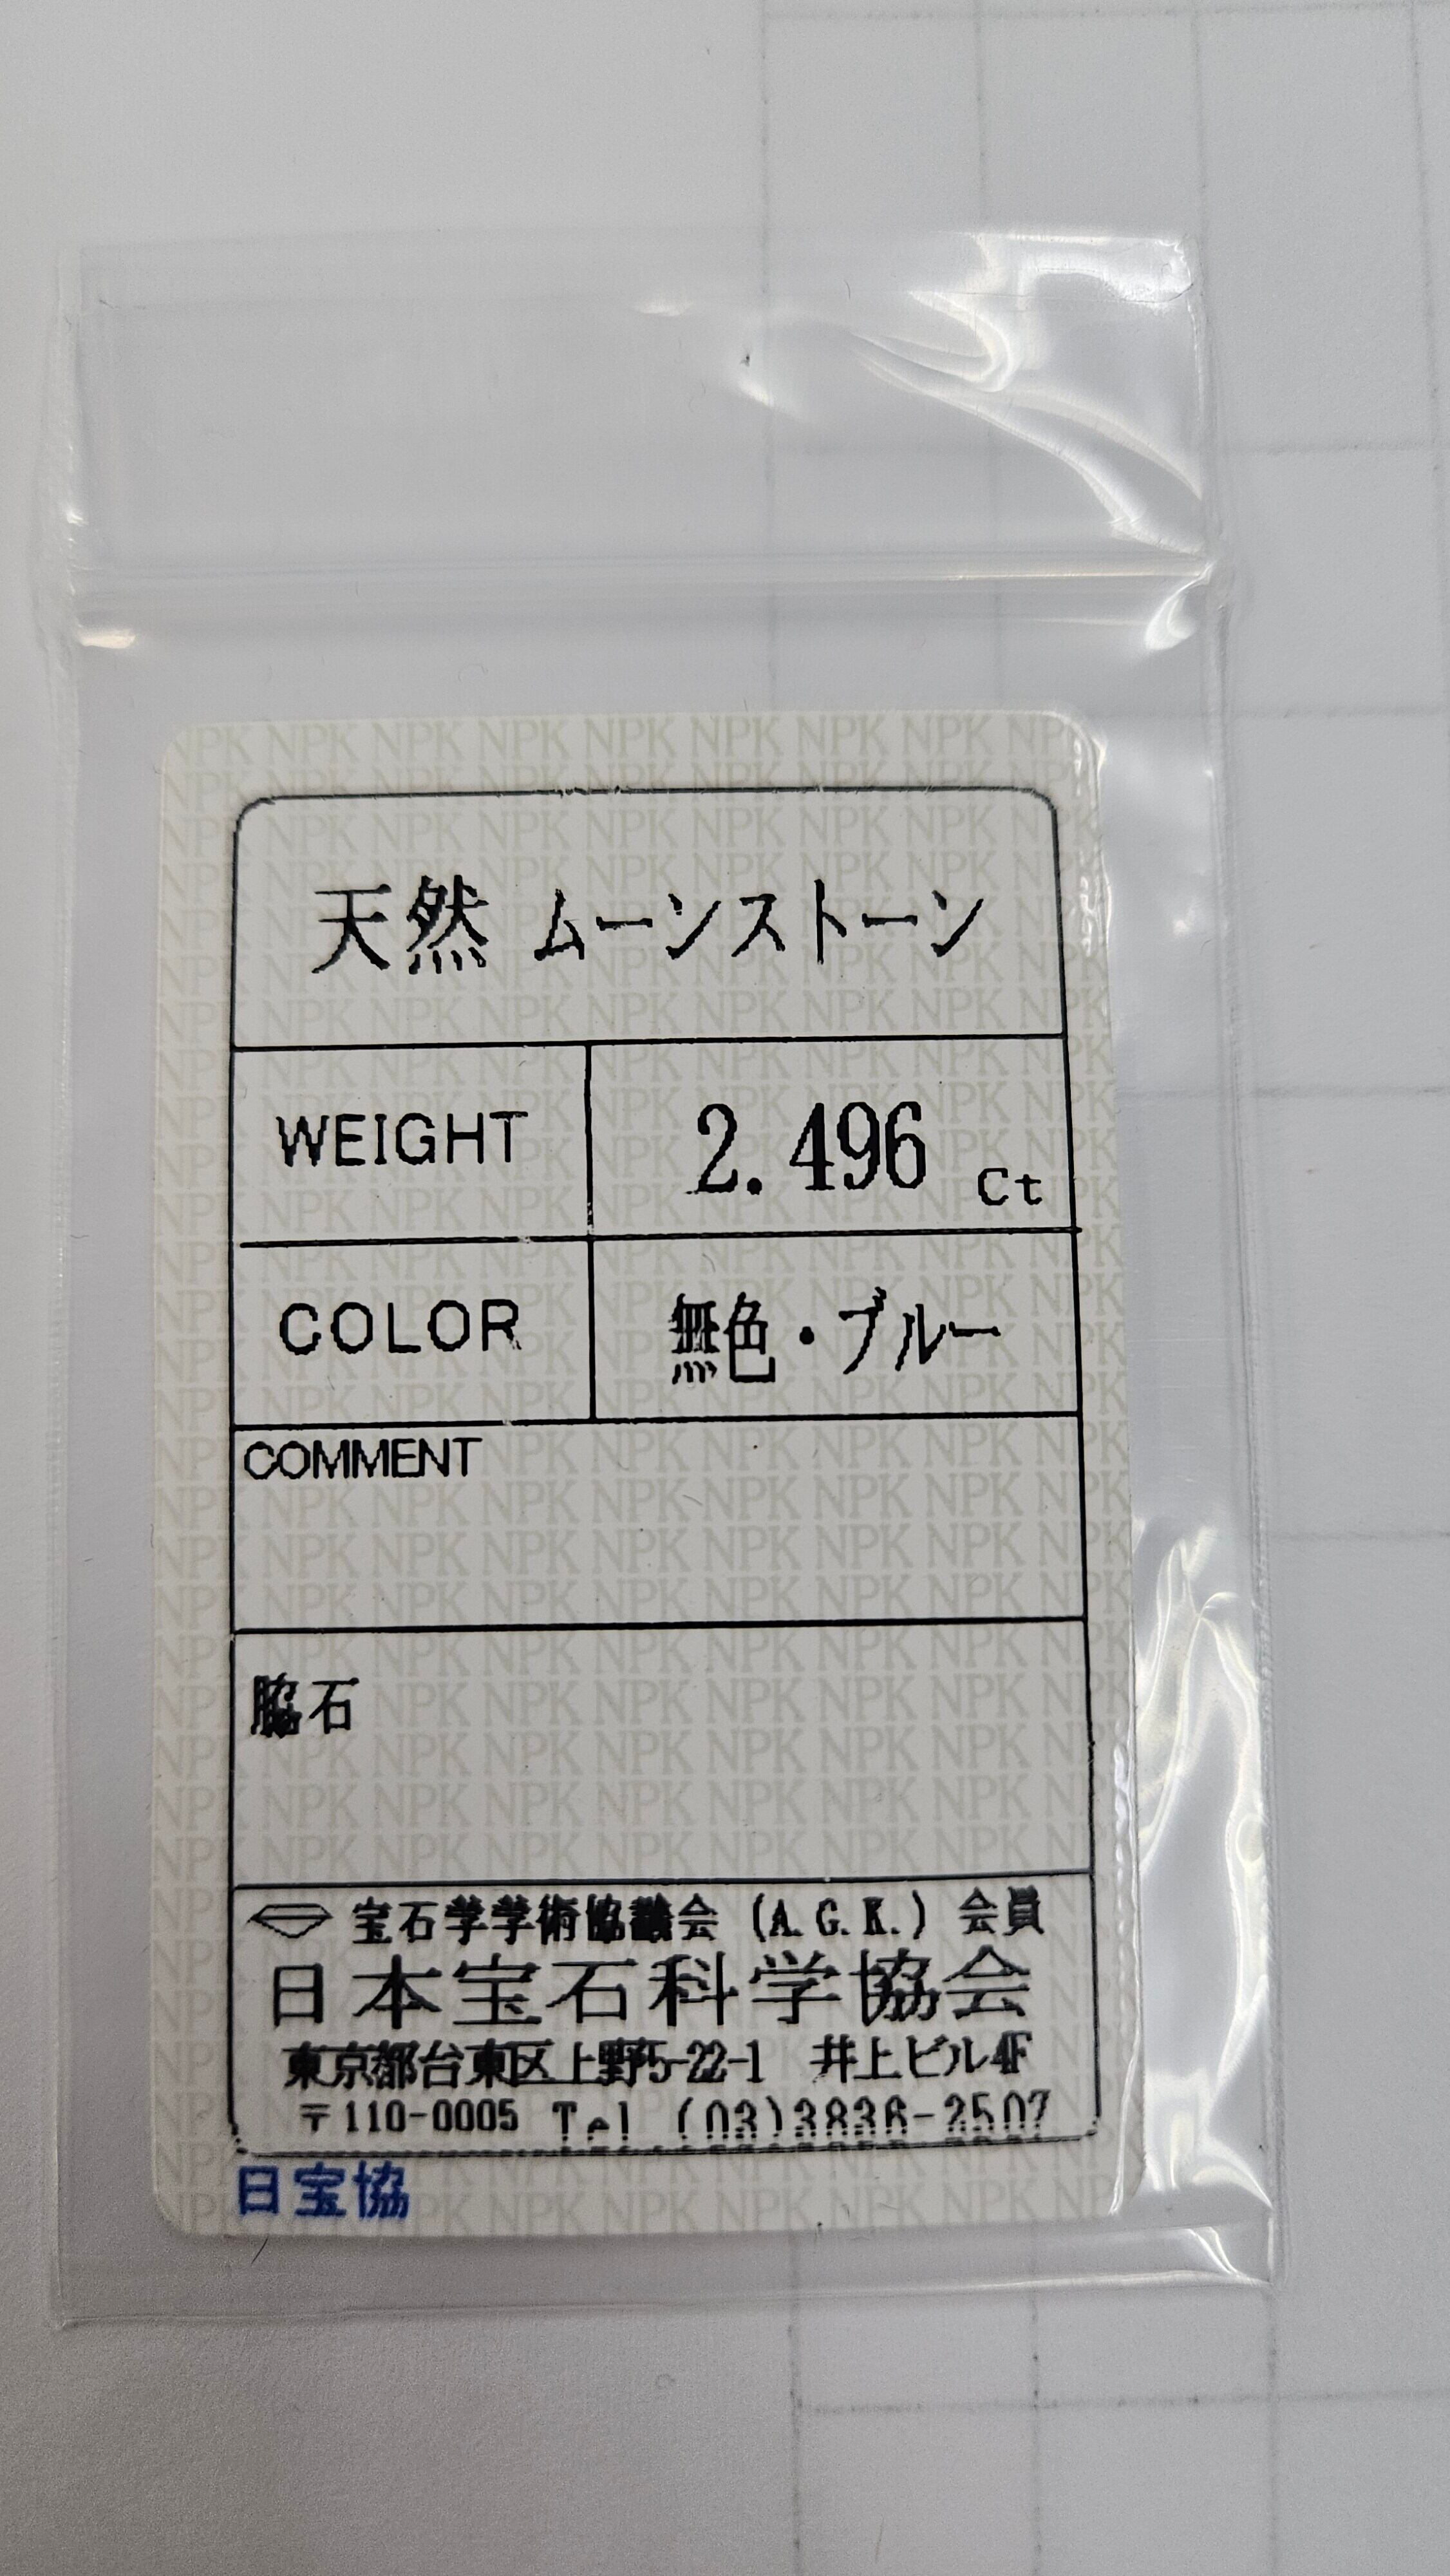 天然 ムーンストーン
WEIGHT 2.496 Ct
COLOR 無色・ブルー
COMMENT
脇石
宝石学学術協議会 (A.G.K.) 会員
日本宝石科学協会
東京都台東区上野5-22-1 井上ビル4F
〒110-0005 Tel (03)3836-2507
日宝協
NPK